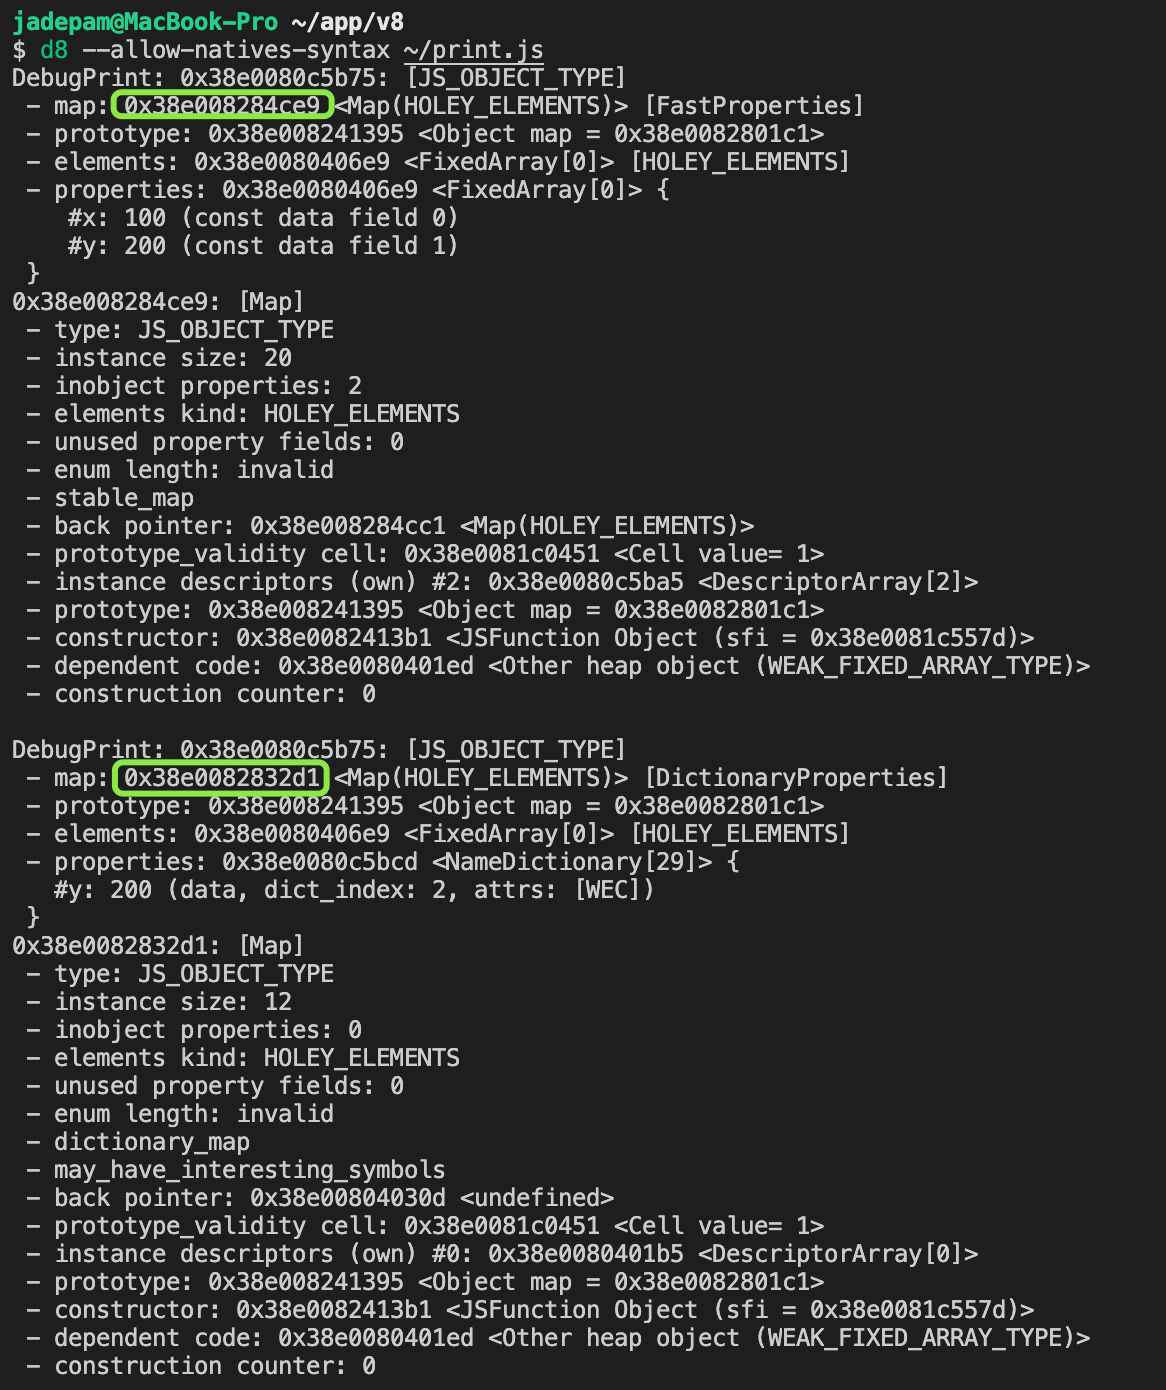 jadepam@MacBook-Pro ~/app/v8
$ d8 --allow-natives-syntax ~/print.js
DebugPrint: 0x38e0080c5b75: [JS_OBJECT_TYPE]
 - map: 0x38e008284ce9 <Map(HOLEY_ELEMENTS)> [FastProperties]
 - prototype: 0x38e008241395 <Object map = 0x38e0082801c1>
 - elements: 0x38e0080406e9 <FixedArray[0]> [HOLEY_ELEMENTS]
 - properties: 0x38e0080406e9 <FixedArray[0]> {
    #x: 100 (const data field 0)
    #y: 200 (const data field 1)
 }
0x38e008284ce9: [Map]
 - type: JS_OBJECT_TYPE
 - instance size: 20
 - inobject properties: 2
 - elements kind: HOLEY_ELEMENTS
 - unused property fields: 0
 - enum length: invalid
 - stable_map
 - back pointer: 0x38e008284cc1 <Map(HOLEY_ELEMENTS)>
 - prototype_validity cell: 0x38e0081c0451 <Cell value= 1>
 - instance descriptors (own) #2: 0x38e0080c5ba5 <DescriptorArray[2]>
 - prototype: 0x38e008241395 <Object map = 0x38e0082801c1>
 - constructor: 0x38e0082413b1 <JSFunction Object (sfi = 0x38e0081c557d)>
 - dependent code: 0x38e0080401ed <Other heap object (WEAK_FIXED_ARRAY_TYPE)>
 - construction counter: 0

DebugPrint: 0x38e0080c5b75: [JS_OBJECT_TYPE]
 - map: 0x38e0082832d1 <Map(HOLEY_ELEMENTS)> [DictionaryProperties]
 - prototype: 0x38e008241395 <Object map = 0x38e0082801c1>
 - elements: 0x38e0080406e9 <FixedArray[0]> [HOLEY_ELEMENTS]
 - properties: 0x38e0080c5bcd <NameDictionary[29]> {
   #y: 200 (data, dict_index: 2, attrs: [WEC])
 }
0x38e0082832d1: [Map]
 - type: JS_OBJECT_TYPE
 - instance size: 12
 - inobject properties: 0
 - elements kind: HOLEY_ELEMENTS
 - unused property fields: 0
 - enum length: invalid
 - dictionary_map
 - may_have_interesting_symbols
 - back pointer: 0x38e00804030d <undefined>
 - prototype_validity cell: 0x38e0081c0451 <Cell value= 1>
 - instance descriptors (own) #0: 0x38e0080401b5 <DescriptorArray[0]>
 - prototype: 0x38e008241395 <Object map = 0x38e0082801c1>
 - constructor: 0x38e0082413b1 <JSFunction Object (sfi = 0x38e0081c557d)>
 - dependent code: 0x38e0080401ed <Other heap object (WEAK_FIXED_ARRAY_TYPE)>
 - construction counter: 0